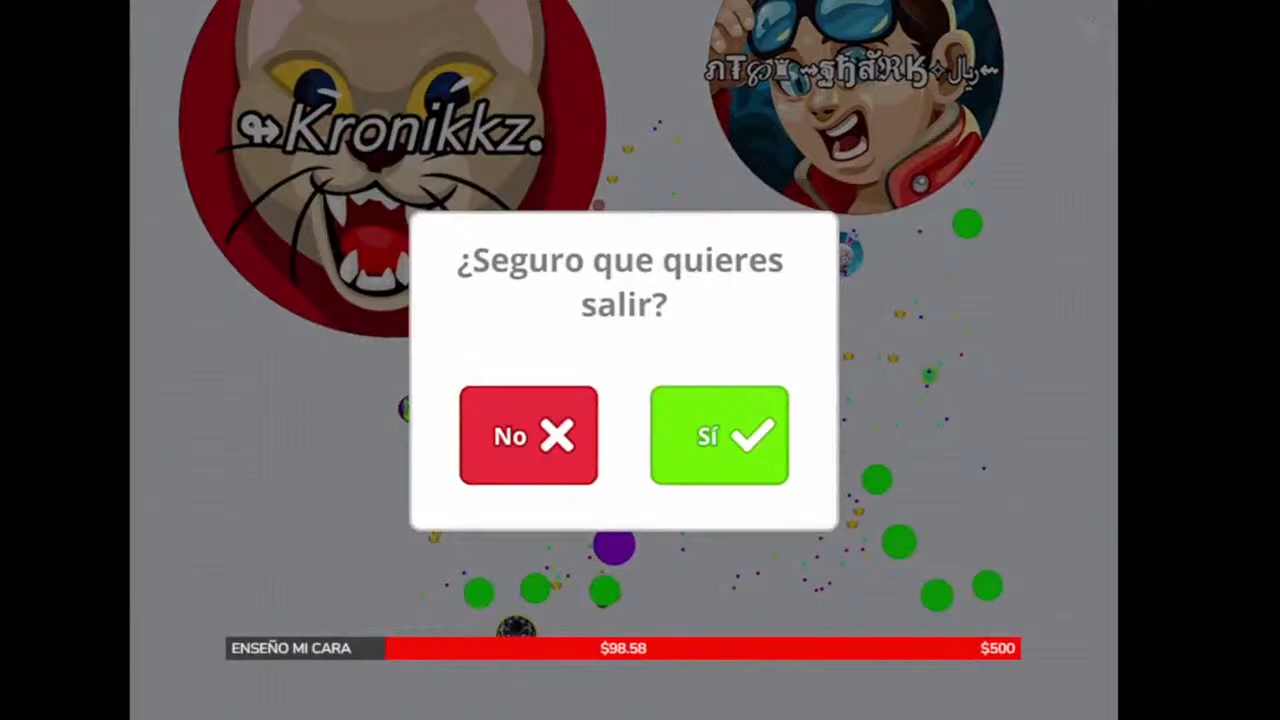 Kronikkz.
¿Seguro que quieres
salir?
No
Sí
ENSEÑO MI CARA
$98.58
$500